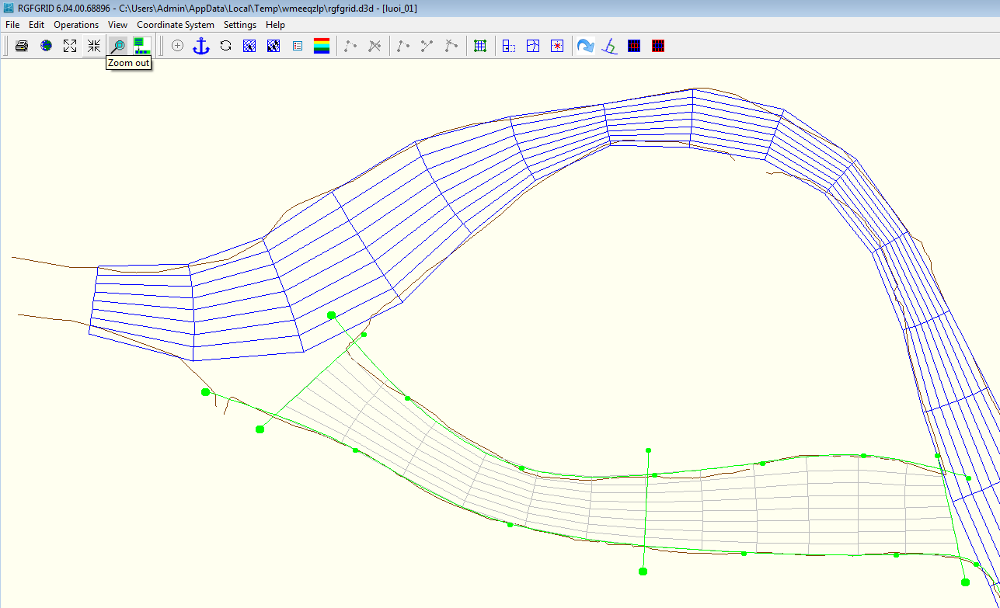 RGFGRID 6.04.00.68896 - C:\Users\Admin\AppData\Local\Temp\wmeeqzlp\rgfgrid.d3d - [luoi_01]
File Edit Operations View Coordinate System Settings Help
Zoom out